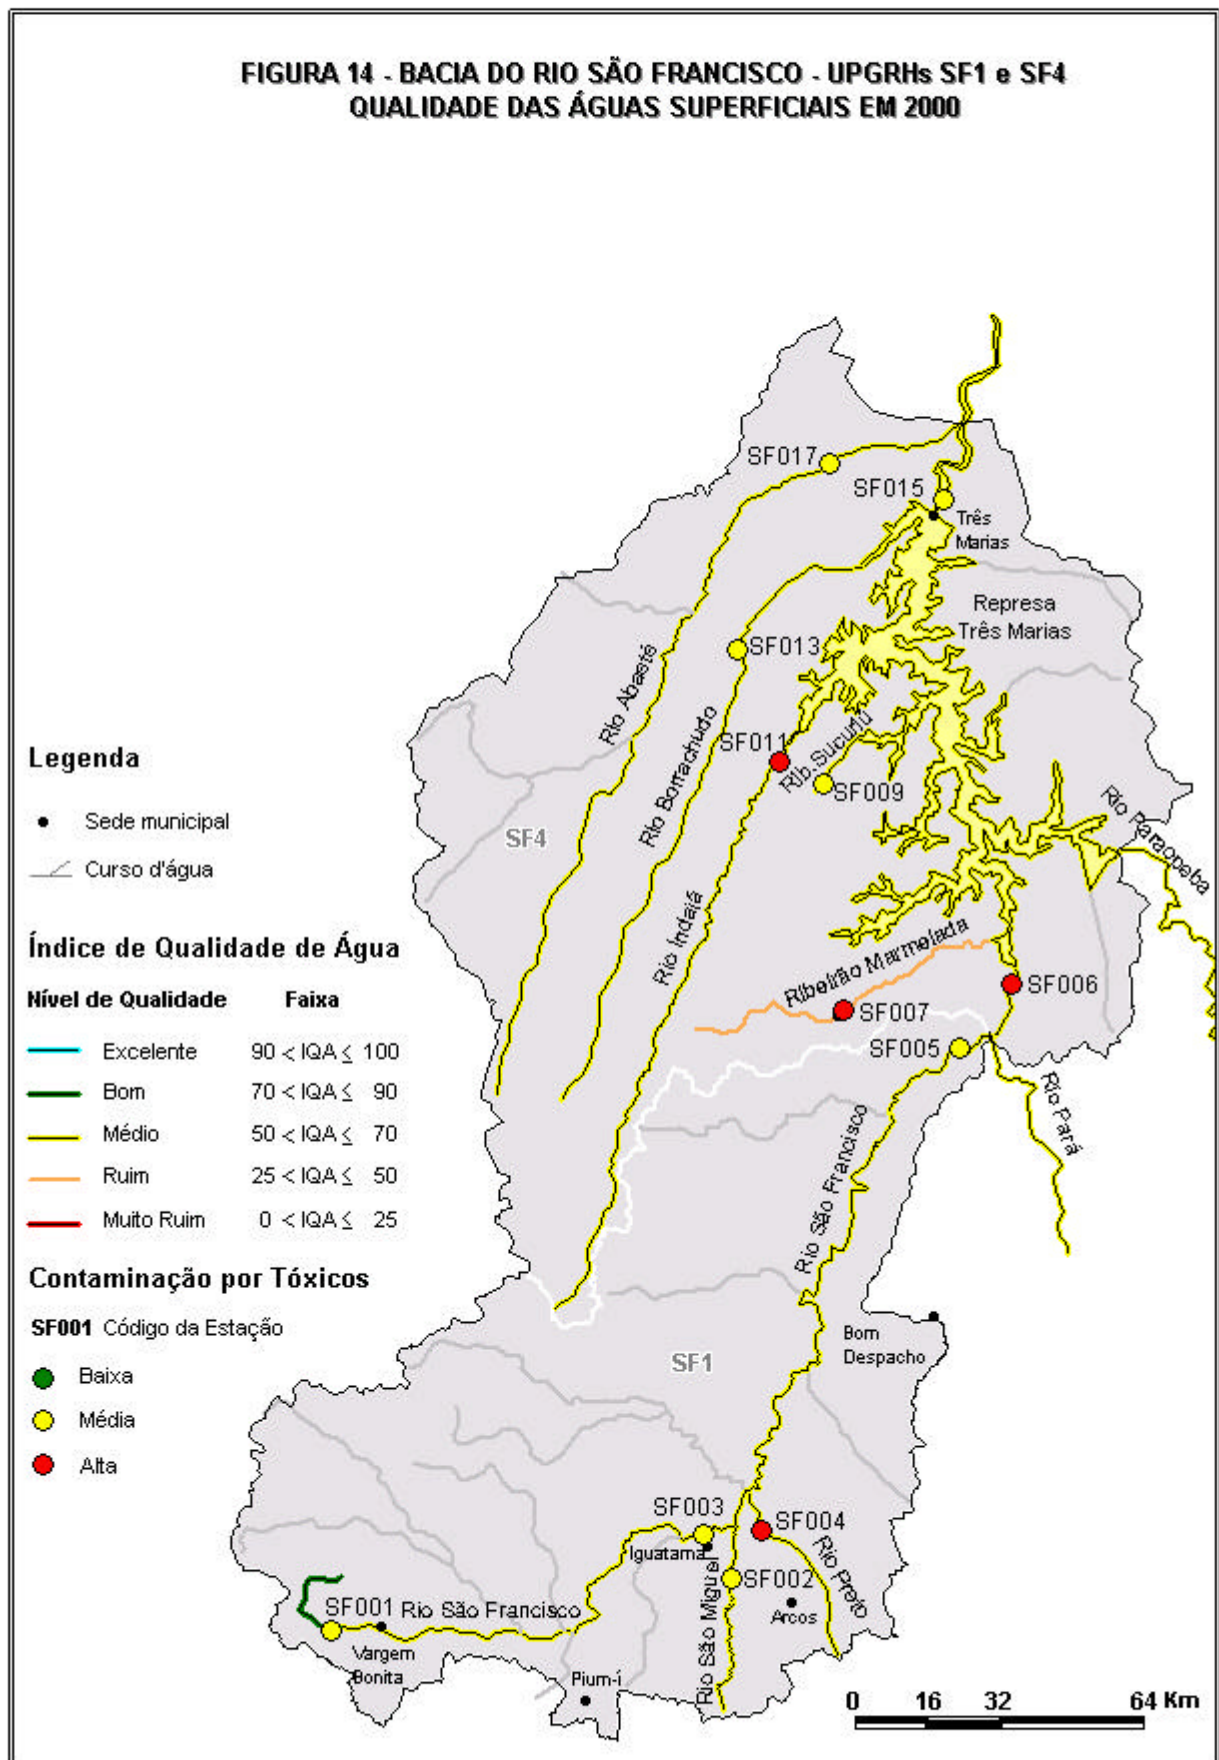 FIGURA 14 - BACIA DO RIO SÃO FRANCISCO - UPGRHs SF1 e SF4
QUALIDADE DAS ÁGUAS SUPERFICIAIS EM 2000
SF017
SF015
Três
Marias
Represa
Três Marias
SF013
Rio Abaeté
Rio Borrachudo
SF011
Rib. Sucuriú
SF009
SF4
Rio Indaiá
Rio Paraopeba
Ribeirão Marmelada
SF006
SF007
SF005
Rio Pará
Rio São Francisco
Bom
Despacho
SF1
SF003
SF004
Iguatama
SF002
Rio São Miguel
Rio Preto
Arcos
SF001
Rio São Francisco
Vargem
Bonita
Pium-í
Legenda
Sede municipal
Curso d'água
Índice de Qualidade de Água
Nível de Qualidade Faixa
Excelente 90 < IQA ≤ 100
Bom 70 < IQA ≤ 90
Médio 50 < IQA ≤ 70
Ruim 25 < IQA ≤ 50
Muito Ruim 0 < IQA ≤ 25
Contaminação por Tóxicos
SF001 Código da Estação
Baixa
Média
Alta
0 16 32 64 Km